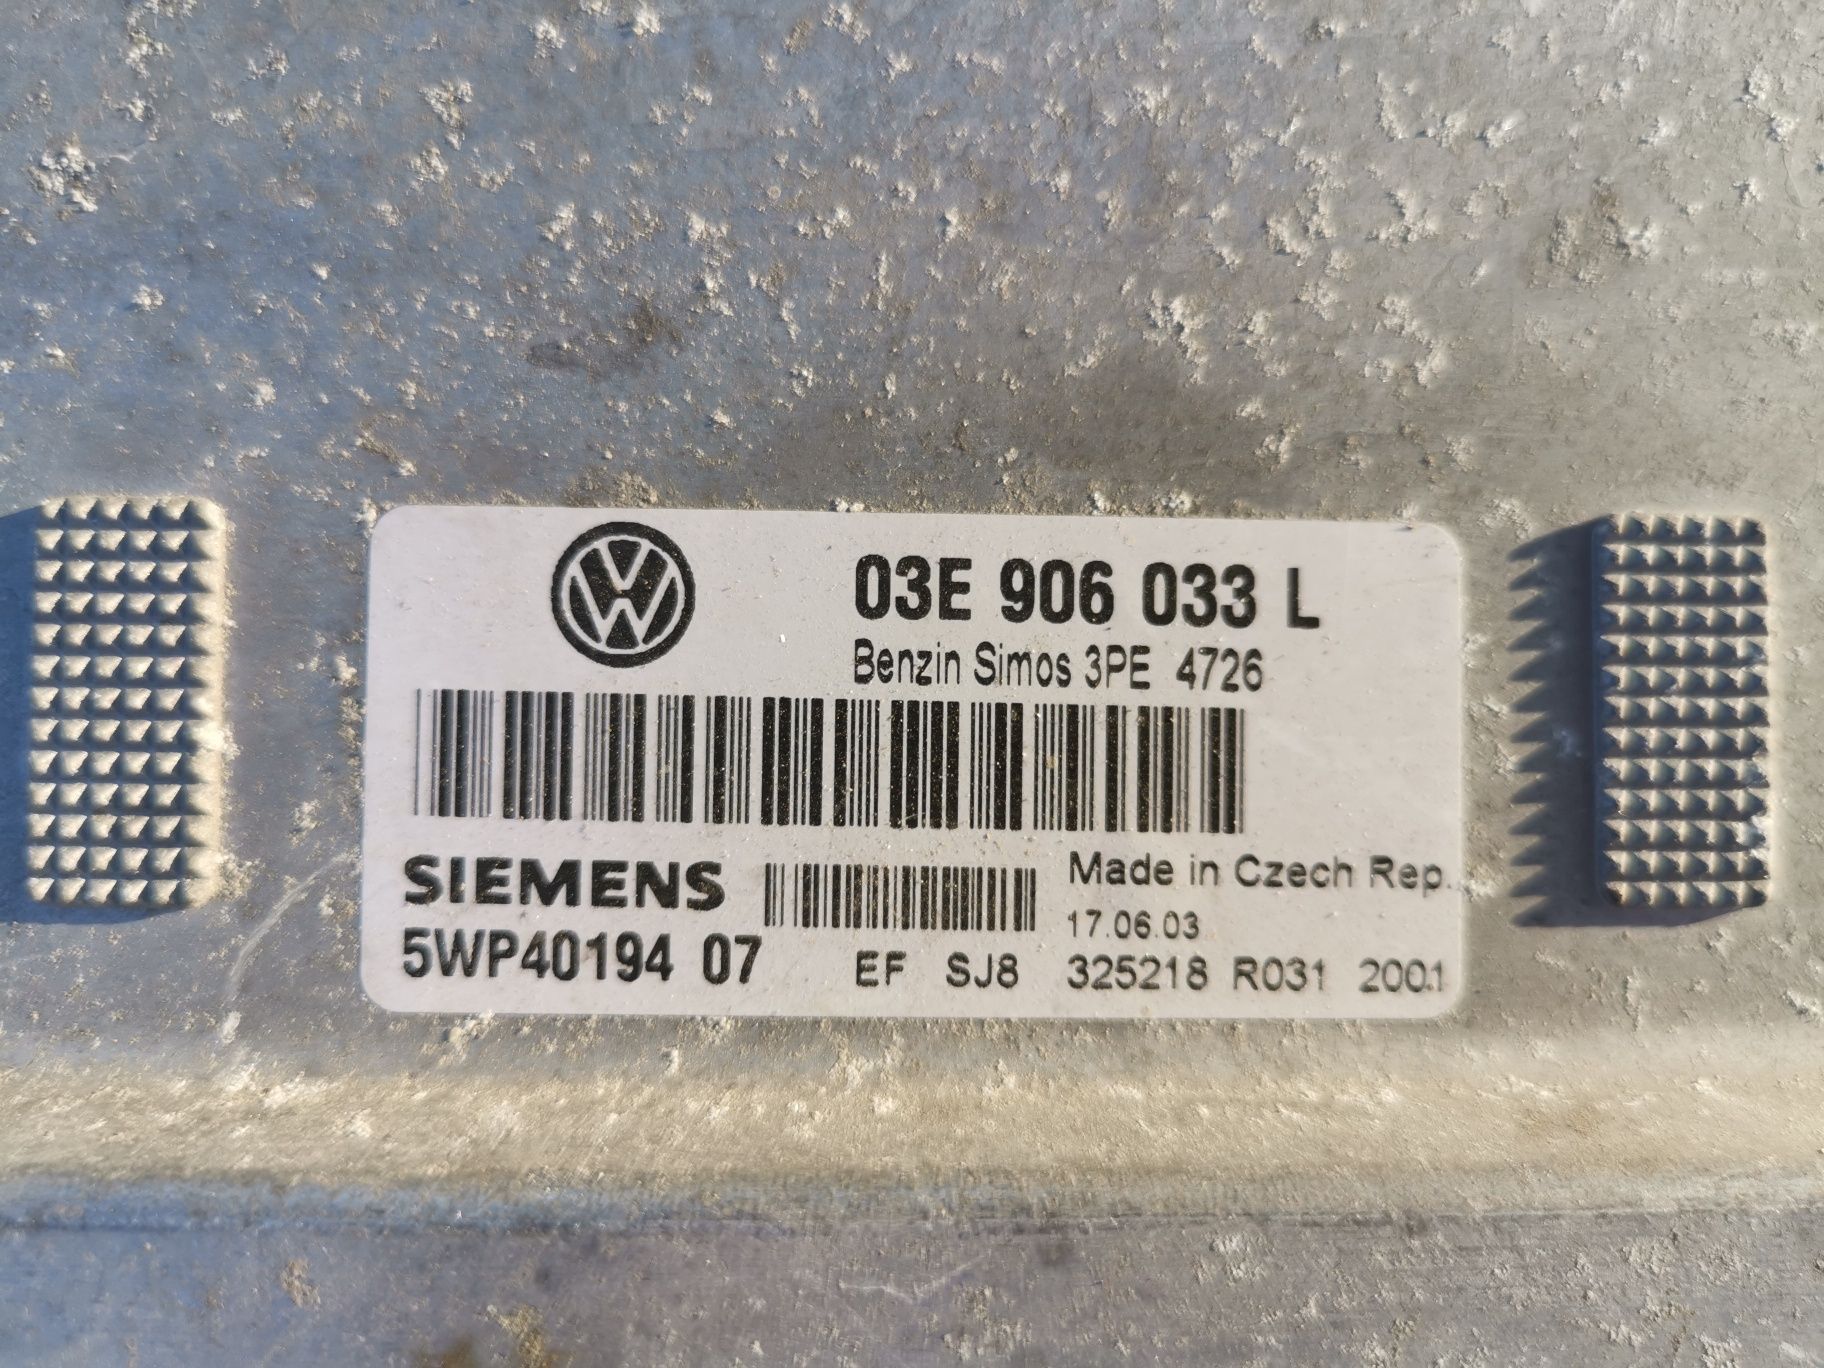 03E 906 033 L
Benzin Simos 3PE 4726
SIEMENS
Made in Czech Rep.
17.06.03
5WP40194 07 EF SJ8 325218 R031 2001